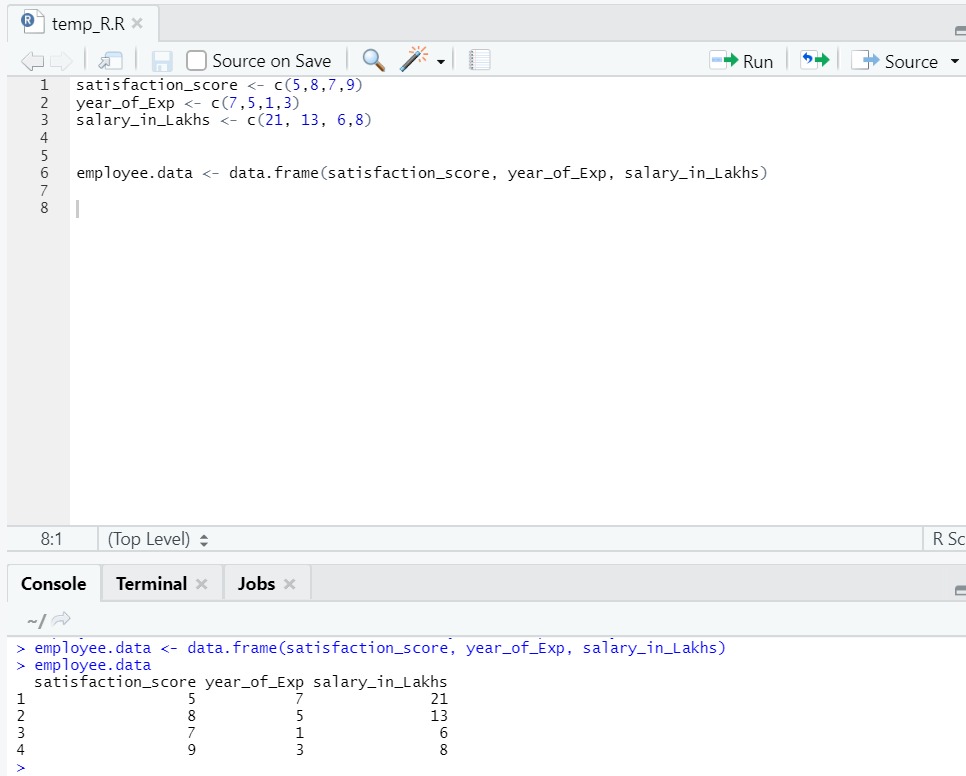 temp_R.R
Source on Save
Run
Source
1 satisfaction_score <- c(5,8,7,9)
2 year_of_Exp <- c(7,5,1,3)
3 salary_in_Lakhs <- c(21, 13, 6,8)
4
5
6 employee.data <- data.frame(satisfaction_score, year_of_Exp, salary_in_Lakhs)
7
8
8:1 (Top Level) R Sc
Console Terminal Jobs
~/
> employee.data <- data.frame(satisfaction_score, year_of_Exp, salary_in_Lakhs)
> employee.data
satisfaction_score year_of_Exp salary_in_Lakhs
1 5 7 21
2 8 5 13
3 7 1 6
4 9 3 8
>